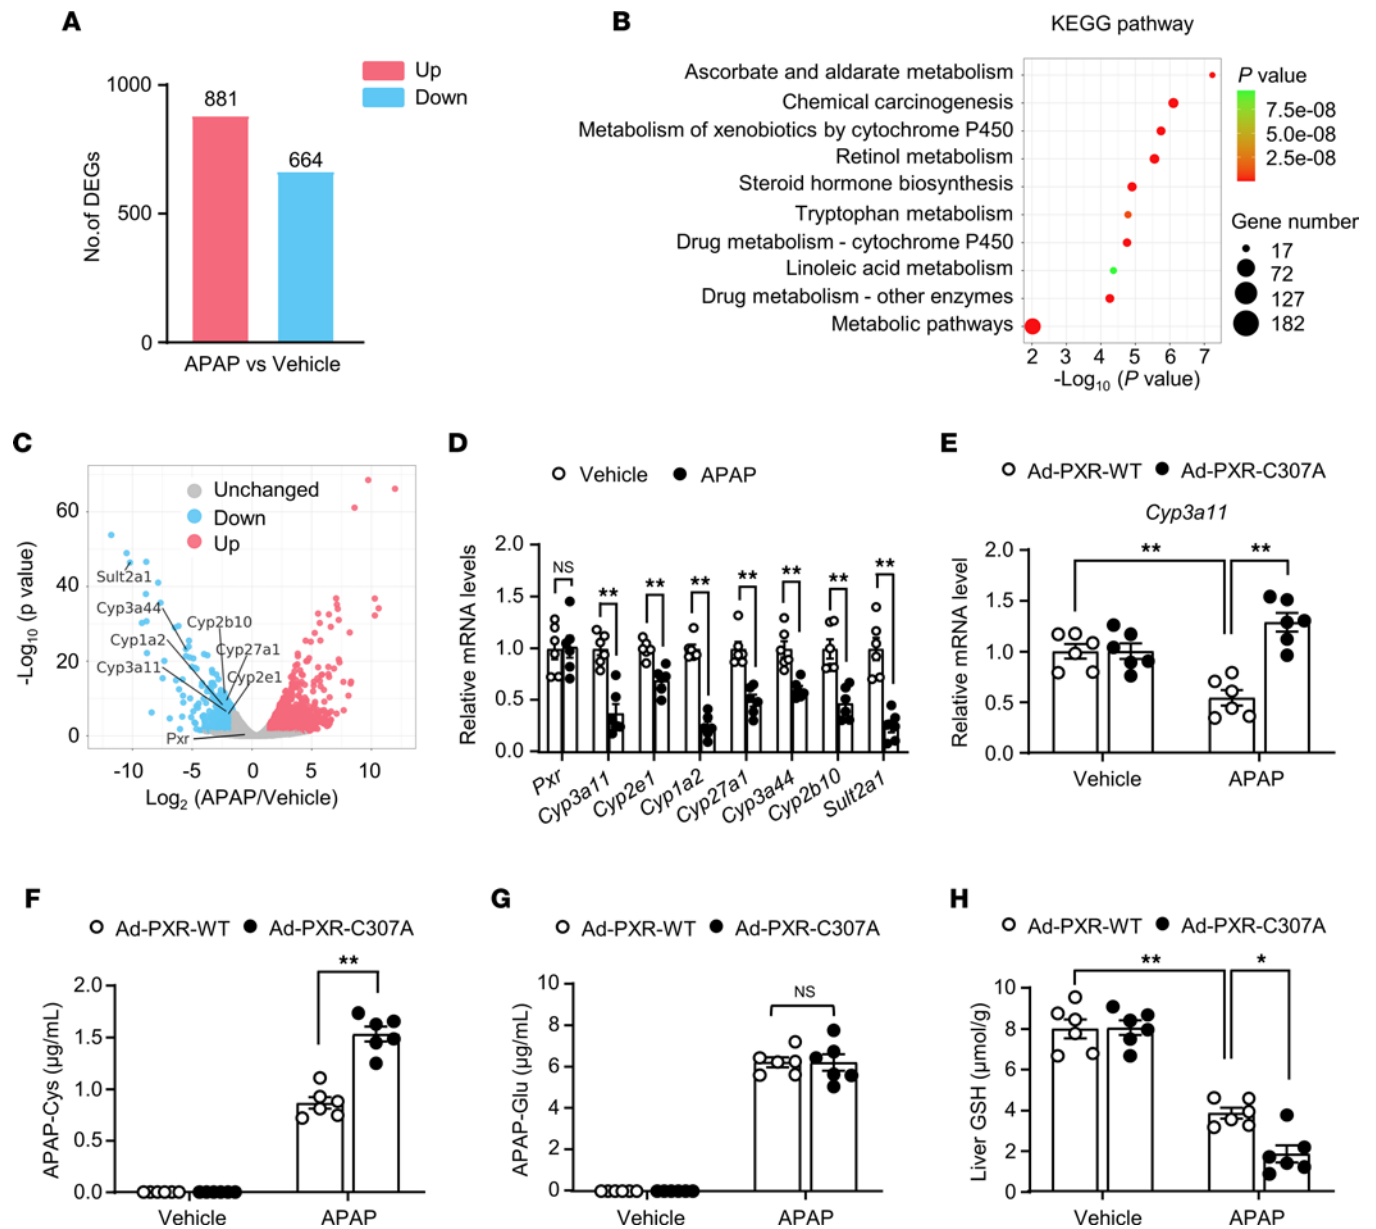 A
1000
881
664
500
0
No.of DEGs
APAP vs Vehicle
Up
Down
B
KEGG pathway
Ascorbate and aldarate metabolism
Chemical carcinogenesis
Metabolism of xenobiotics by cytochrome P450
Retinol metabolism
Steroid hormone biosynthesis
Tryptophan metabolism
Drug metabolism - cytochrome P450
Linoleic acid metabolism
Drug metabolism - other enzymes
Metabolic pathways
2 3 4 5 6 7
-Log10 (P value)
P value
7.5e-08
5.0e-08
2.5e-08
Gene number
17
72
127
182
C
Unchanged
Down
Up
60
40
20
0
-Log10 (p value)
Sult2a1
Cyp3a44
Cyp2b10
Cyp1a2
Cyp27a1
Cyp3a11
Cyp2e1
Pxr
-10 -5 0 5 10
Log2 (APAP/Vehicle)
D
Vehicle APAP
2.0
1.5
1.0
0.5
0.0
Relative mRNA levels
NS ** ** ** ** ** ** **
Pxr Cyp3a11 Cyp2e1 Cyp1a2 Cyp27a1 Cyp3a44 Cyp2b10 Sult2a1
E
Ad-PXR-WT Ad-PXR-C307A
Cyp3a11
** **
2.0
1.5
1.0
0.5
0.0
Relative mRNA level
Vehicle APAP
F
Ad-PXR-WT Ad-PXR-C307A
**
2.0
1.5
1.0
0.5
0.0
APAP-Cys (μg/mL)
Vehicle APAP
G
Ad-PXR-WT Ad-PXR-C307A
NS
10
8
6
4
2
0
APAP-Glu (μg/mL)
Vehicle APAP
H
Ad-PXR-WT Ad-PXR-C307A
** *
10
8
6
4
2
0
Liver GSH (μmol/g)
Vehicle APAP